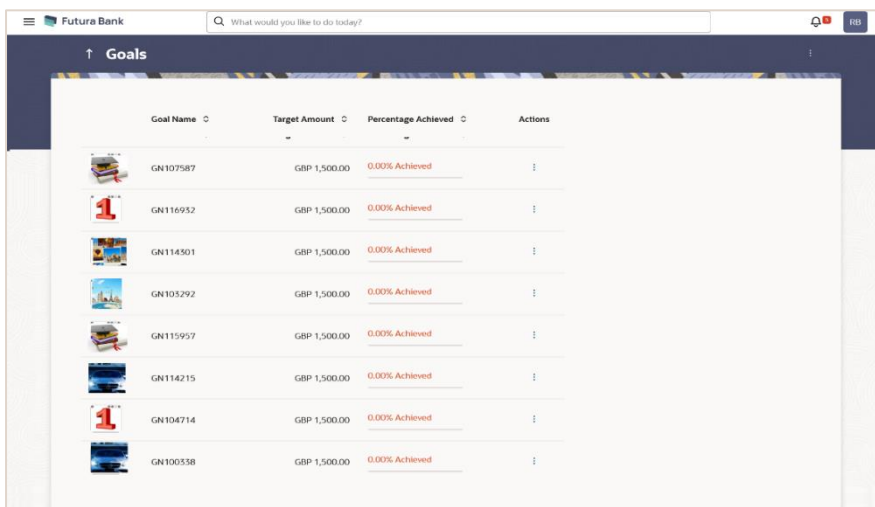 Futura Bank
What would you like to do today?
RB
Goals
Goal Name Target Amount Percentage Achieved Actions
GN107587 GBP 1,500.00 0.00% Achieved
GN116932 GBP 1,500.00 0.00% Achieved
GN114301 GBP 1,500.00 0.00% Achieved
GN103292 GBP 1,500.00 0.00% Achieved
GN115957 GBP 1,500.00 0.00% Achieved
GN114215 GBP 1,500.00 0.00% Achieved
GN104714 GBP 1,500.00 0.00% Achieved
GN100338 GBP 1,500.00 0.00% Achieved